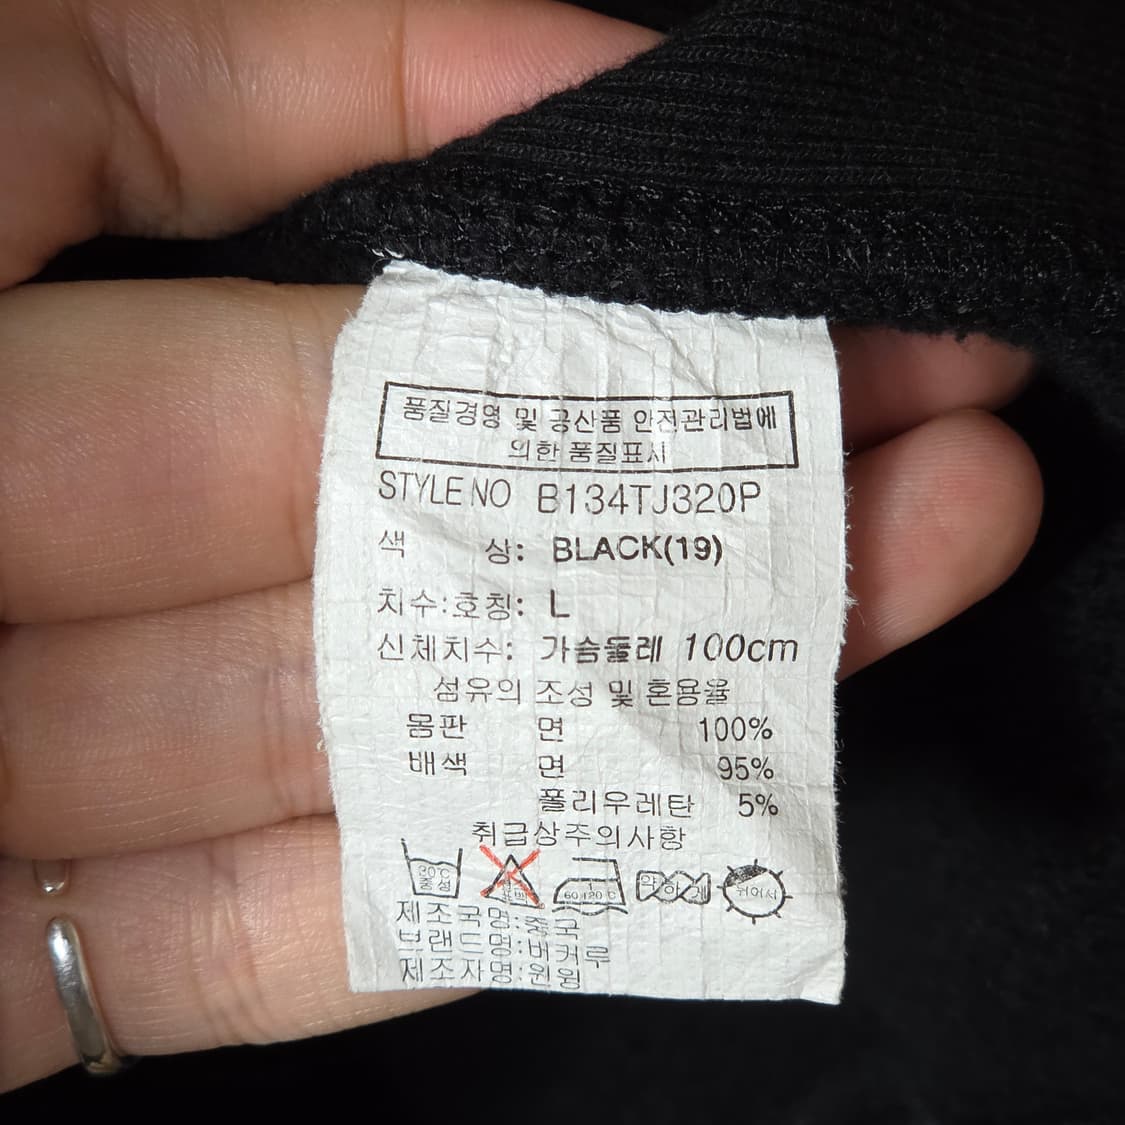 품질경영 및 공산품 안전관리법에
의한 품질표시
STYLE NO B134TJ320P
색 상: BLACK(19)
치수:호칭: L
신체치수: 가슴둘레 100cm
섬유의 조성 및 혼용율
몸판 면 100%
배색 면 95%
폴리우레탄 5%
취급상주의사항
30℃ 중성
60,120℃
약하게
뉘어서
제조국명:중국
브랜드명:버커루
제조자명:윈윙